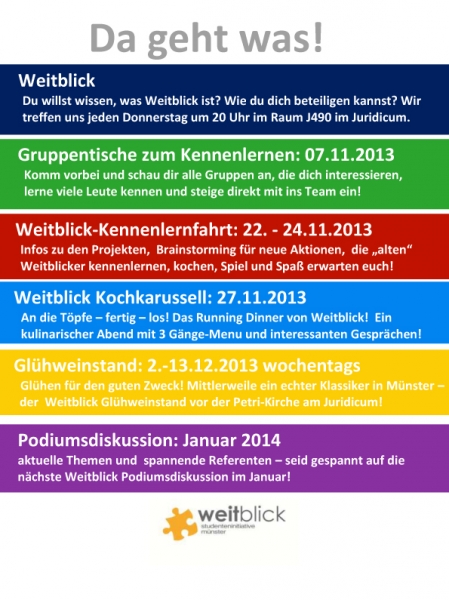 Da geht was!
Weitblick
Du willst wissen, was Weitblick ist? Wie du dich beteiligen kannst? Wir
treffen uns jeden Donnerstag um 20 Uhr im Raum J490 im Juridicum.
Gruppentische zum Kennenlernen: 07.11.2013
Komm vorbei und schau dir alle Gruppen an, die dich interessieren,
lerne viele Leute kennen und steige direkt mit ins Team ein!
Weitblick-Kennenlernfahrt: 22. - 24.11.2013
Infos zu den Projekten, Brainstorming für neue Aktionen, die „alten“
Weitblicker kennenlernen, kochen, Spiel und Spaß erwarten euch!
Weitblick Kochkarussell: 27.11.2013
An die Töpfe – fertig – los! Das Running Dinner von Weitblick! Ein
kulinarischer Abend mit 3 Gänge-Menu und interessanten Gesprächen!
Glühweinstand: 2.-13.12.2013 wochentags
Glühen für den guten Zweck! Mittlerweile ein echter Klassiker in Münster –
der Weitblick Glühweinstand vor der Petri-Kirche am Juridicum!
Podiumsdiskussion: Januar 2014
aktuelle Themen und spannende Referenten – seid gespannt auf die
nächste Weitblick Podiumsdiskussion im Januar!
weitblick
studenteninitiative
münster